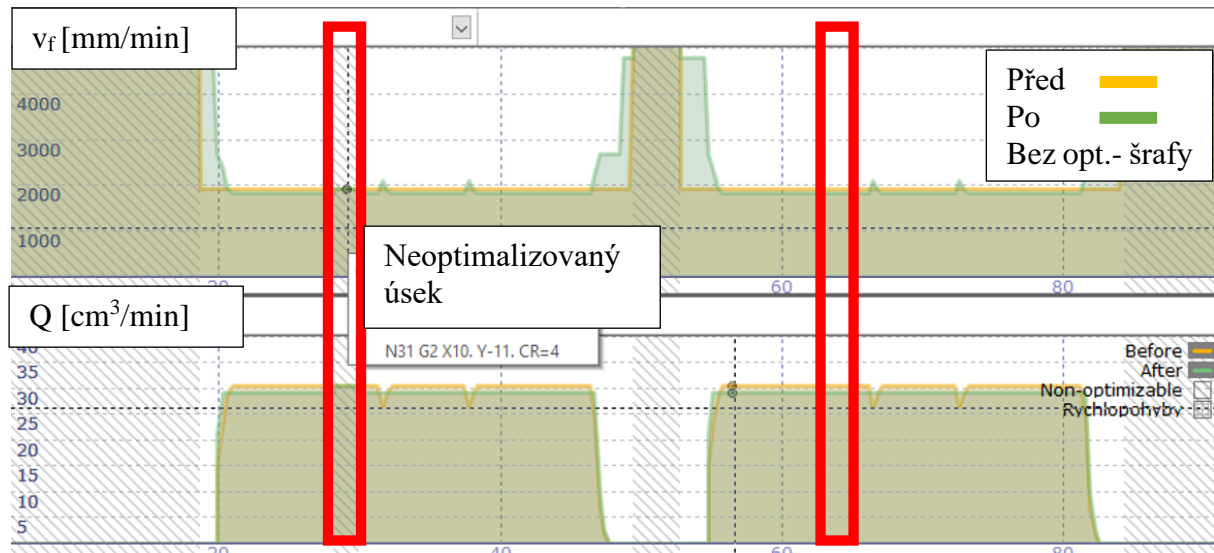 v_f [mm/min]
Před
Po
Bez opt.- šrafy
4000
3000
2000
1000
Neoptimalizovaný
úsek
60
80
Q [cm³/min]
N31 G2 X10. Y-11. CR=4
Before
After
Non-optimizable
Rychlopohyby
35
30
25
20
15
10
5
20
40
60
80